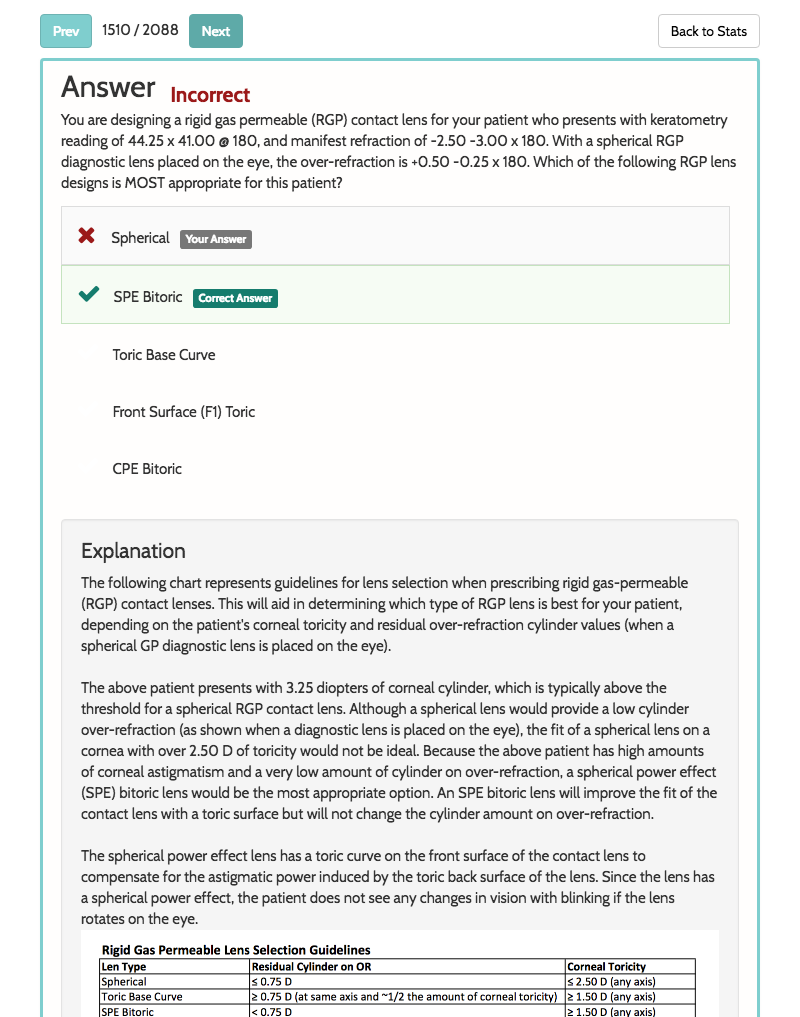 Prev 1510 / 2088 Next Back to Stats
Answer Incorrect
You are designing a rigid gas permeable (RGP) contact lens for your patient who presents with keratometry
reading of 44.25 x 41.00 @ 180, and manifest refraction of -2.50 -3.00 x 180. With a spherical RGP
diagnostic lens placed on the eye, the over-refraction is +0.50 -0.25 x 180. Which of the following RGP lens
designs is MOST appropriate for this patient?
Spherical Your Answer
SPE Bitoric Correct Answer
Toric Base Curve
Front Surface (F1) Toric
CPE Bitoric
Explanation
The following chart represents guidelines for lens selection when prescribing rigid gas-permeable
(RGP) contact lenses. This will aid in determining which type of RGP lens is best for your patient,
depending on the patient's corneal toricity and residual over-refraction cylinder values (when a
spherical GP diagnostic lens is placed on the eye).
The above patient presents with 3.25 diopters of corneal cylinder, which is typically above the
threshold for a spherical RGP contact lens. Although a spherical lens would provide a low cylinder
over-refraction (as shown when a diagnostic lens is placed on the eye), the fit of a spherical lens on a
cornea with over 2.50 D of toricity would not be ideal. Because the above patient has high amounts
of corneal astigmatism and a very low amount of cylinder on over-refraction, a spherical power effect
(SPE) bitoric lens would be the most appropriate option. An SPE bitoric lens will improve the fit of the
contact lens with a toric surface but will not change the cylinder amount on over-refraction.
The spherical power effect lens has a toric curve on the front surface of the contact lens to
compensate for the astigmatic power induced by the toric back surface of the lens. Since the lens has
a spherical power effect, the patient does not see any changes in vision with blinking if the lens
rotates on the eye.
Rigid Gas Permeable Lens Selection Guidelines
Len Type Residual Cylinder on OR Corneal Toricity
Spherical ≤ 0.75 D ≤ 2.50 D (any axis)
Toric Base Curve ≥ 0.75 D (at same axis and ~1/2 the amount of corneal toricity) ≥ 1.50 D (any axis)
SPE Bitoric < 0.75 D ≥ 1.50 D (any axis)